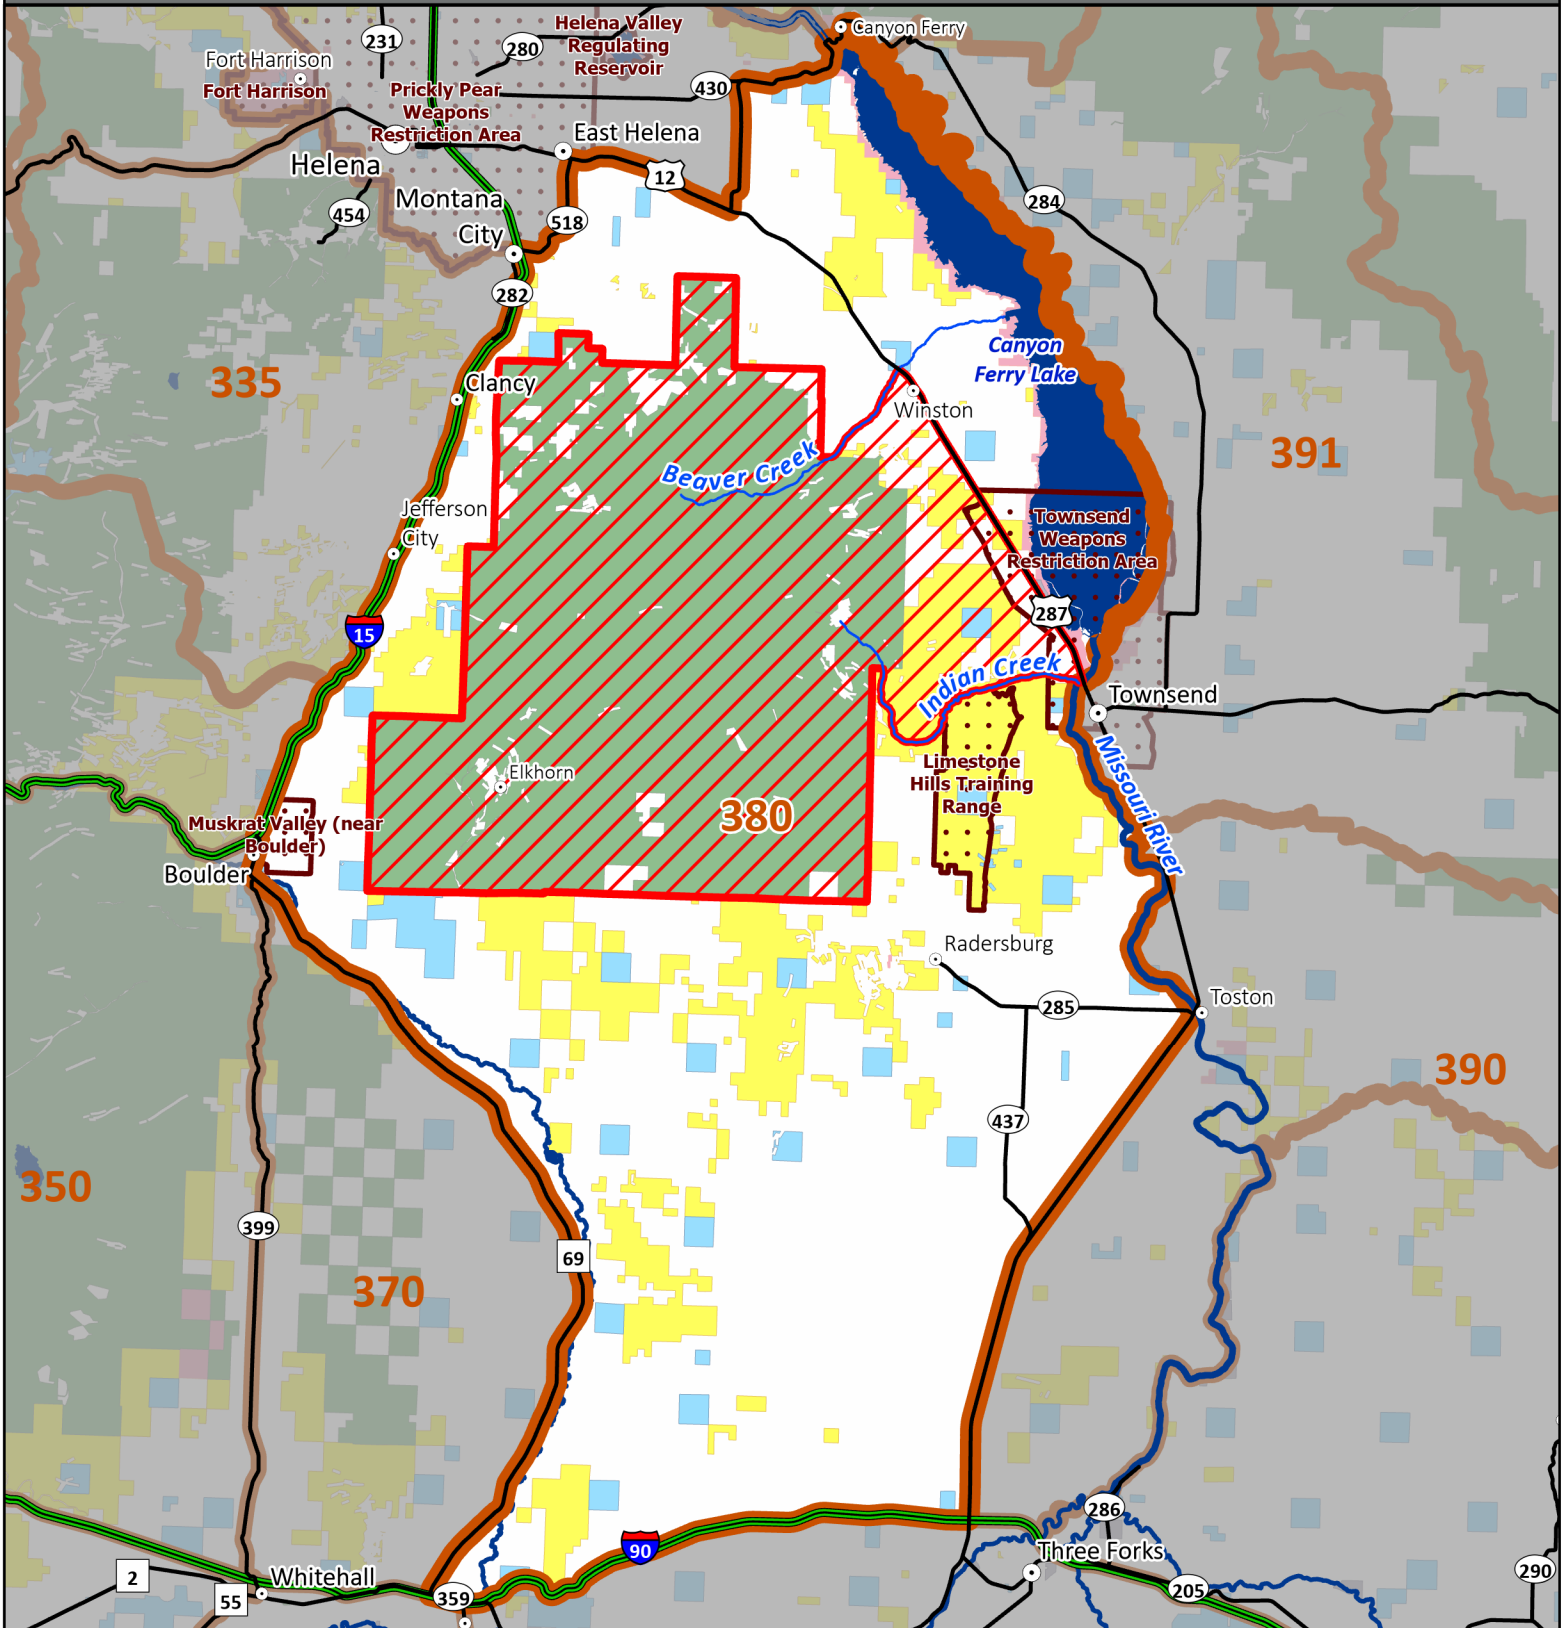 231
280
Helena Valley
Regulating
Reservoir
Canyon Ferry
Fort Harrison
Fort Harrison
Prickly Pear
Weapons
Restriction Area
430
East Helena
Helena
12
284
Montana
City
454
518
282
Canyon
Ferry Lake
335
Clancy
Winston
391
Beaver Creek
Jefferson
City
Townsend
Weapons
Restriction Area
287
15
Indian Creek
Townsend
Missouri River
Elkhorn
Limestone
Hills Training
Range
380
Muskrat Valley (near
Boulder)
Boulder
Radersburg
285
Toston
390
437
350
399
69
370
286
90
Three Forks
2
Whitehall
55
359
205
290